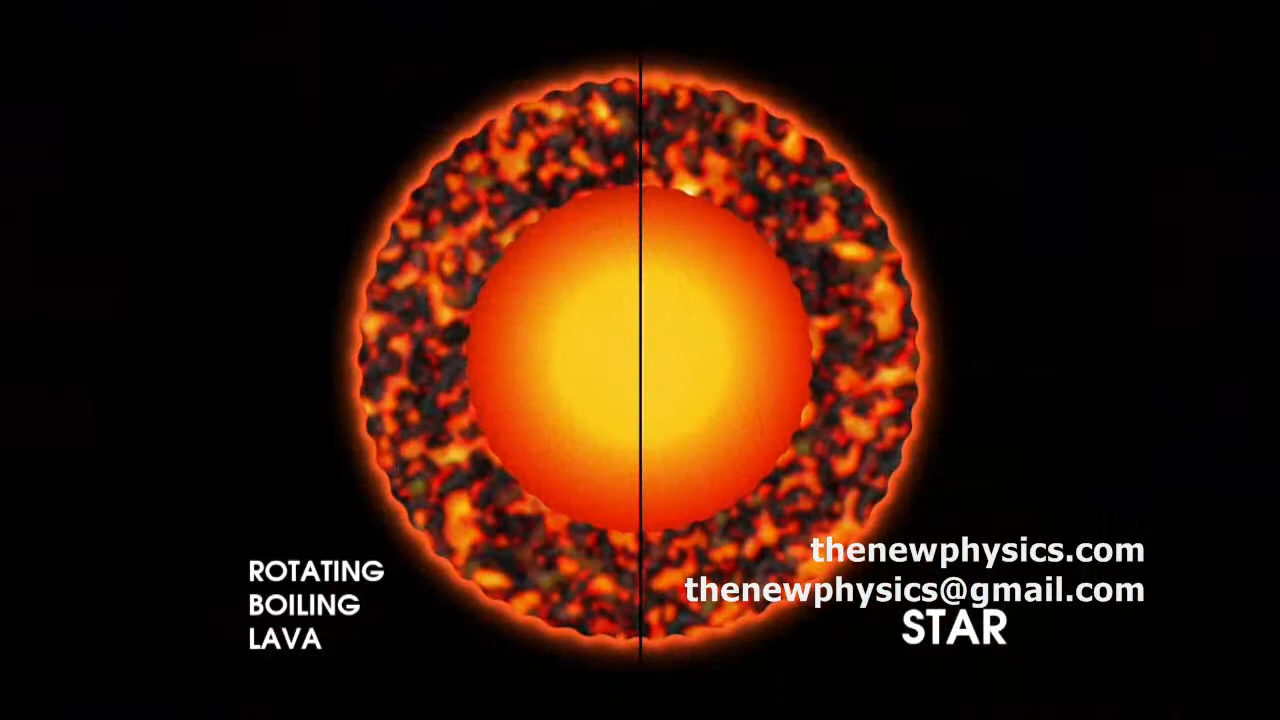 ROTATING
BOILING
LAVA
thenewphysics.com
thenewphysics@gmail.com
STAR